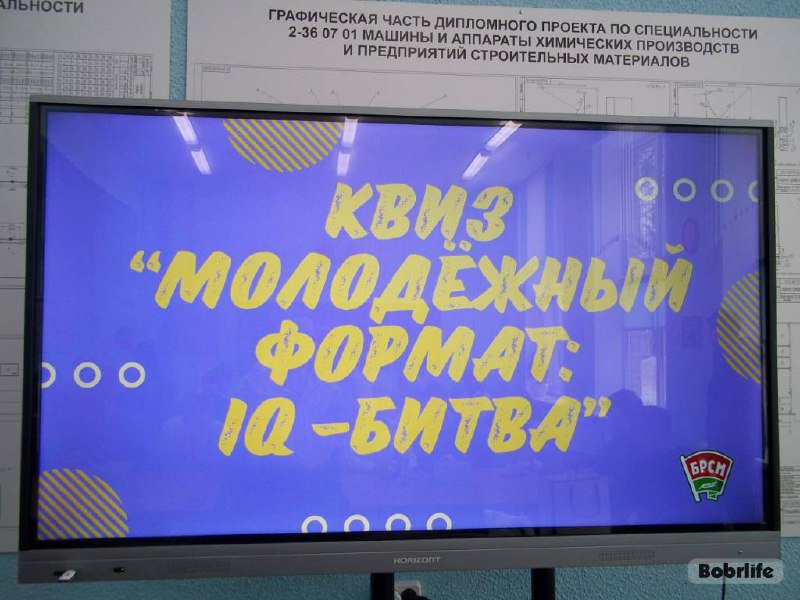 АЛЬНОСТИ
ГРАФИЧЕСКАЯ ЧАСТЬ ДИПЛОМНОГО ПРОЕКТА ПО СПЕЦИАЛЬНОСТИ
2-36 07 01 МАШИНЫ И АППАРАТЫ ХИМИЧЕСКИХ ПРОИЗВОДСТВ
И ПРЕДПРИЯТИЙ СТРОИТЕЛЬНЫХ МАТЕРИАЛОВ
КВИЗ
“МОЛОДЁЖНЫЙ
ФОРМАТ:
IQ –БИТВА”
БРСМ
HORIZONT
Bobrlife